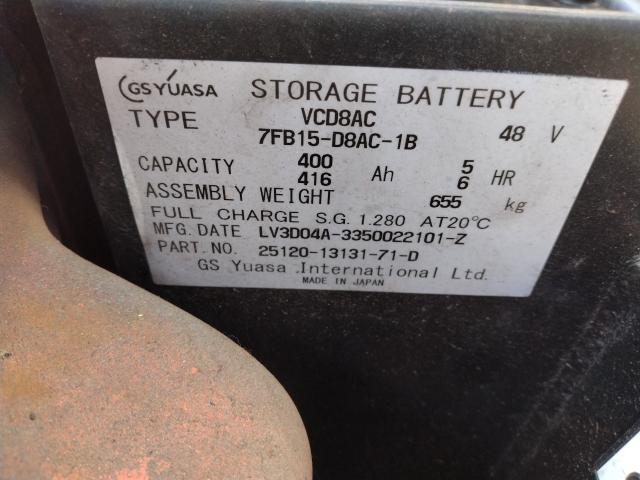 GS YUASA STORAGE BATTERY
TYPE VCD8AC
7FB15-D8AC-1B 48 V
CAPACITY 400 Ah 5 HR
416 6
ASSEMBLY WEIGHT 655 kg
FULL CHARGE S.G. 1.280 AT20°C
MFG. DATE LV3D04A-3350022101-Z
PART. NO. 25120-13131-71-D
GS Yuasa International Ltd.
MADE IN JAPAN